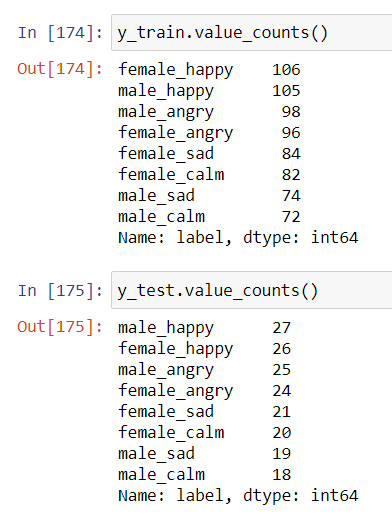 In [174]: y_train.value_counts()
Out[174]: female_happy    106
male_happy      105
male_angry       98
female_angry     96
female_sad       84
female_calm      82
male_sad         74
male_calm        72
Name: label, dtype: int64
In [175]: y_test.value_counts()
Out[175]: male_happy      27
female_happy    26
male_angry      25
female_angry    24
female_sad      21
female_calm     20
male_sad        19
male_calm       18
Name: label, dtype: int64